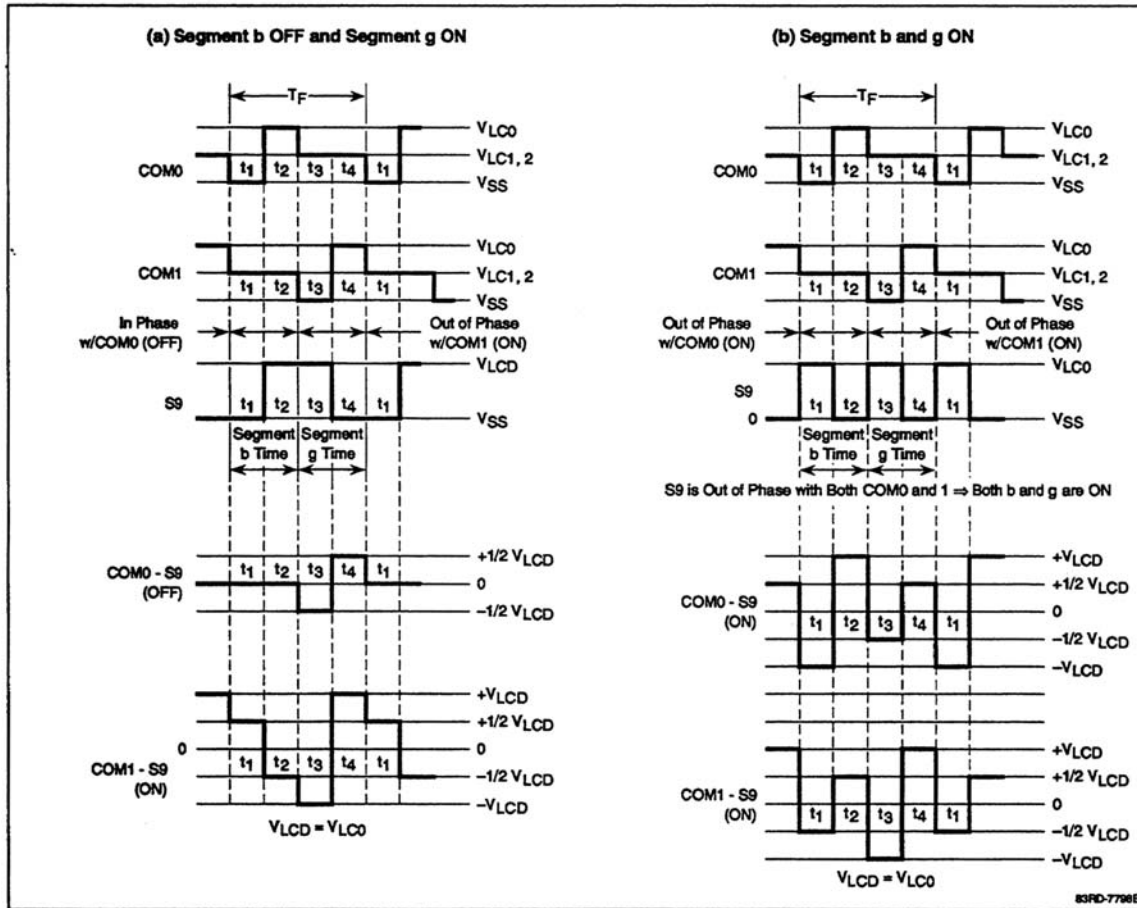 (a) Segment b OFF and Segment g ON
TF
VLC0
COM0
t1 t2 t3 t4 t1
VLC1, 2
VSS
VLC0
COM1
VLC1, 2
t1 t2 t3 t4 t1
VSS
In Phase
w/COM0 (OFF)
Out of Phase
w/COM1 (ON)
VLCD
S9
t1 t2 t3 t4 t1
VSS
Segment
b Time
Segment
g Time
COM0 - S9
(OFF)
+1/2 VLCD
t1 t2 t3 t4 t1
0
-1/2 VLCD
+VLCD
+1/2 VLCD
0
0
COM1 - S9
(ON)
t1 t2 t3 t4 t1
-1/2 VLCD
-VLCD
VLCD = VLC0
(b) Segment b and g ON
TF
VLC0
VLC1, 2
COM0
t1 t2 t3 t4 t1
VSS
VLC0
COM1
VLC1, 2
t1 t2 t3 t4 t1
VSS
Out of Phase
w/COM0 (ON)
Out of Phase
w/COM1 (ON)
VLC0
S9
0
t1 t2 t3 t4 t1
VSS
Segment
b Time
Segment
g Time
S9 is Out of Phase with Both COM0 and 1 ⇒ Both b and g are ON
+VLCD
+1/2 VLCD
COM0 - S9
(ON)
0
t1 t2 t3 t4 t1
-1/2 VLCD
-VLCD
+VLCD
+1/2 VLCD
COM1 - S9
(ON)
0
t1 t2 t3 t4 t1
-1/2 VLCD
-VLCD
VLCD = VLC0
83RD-7798B